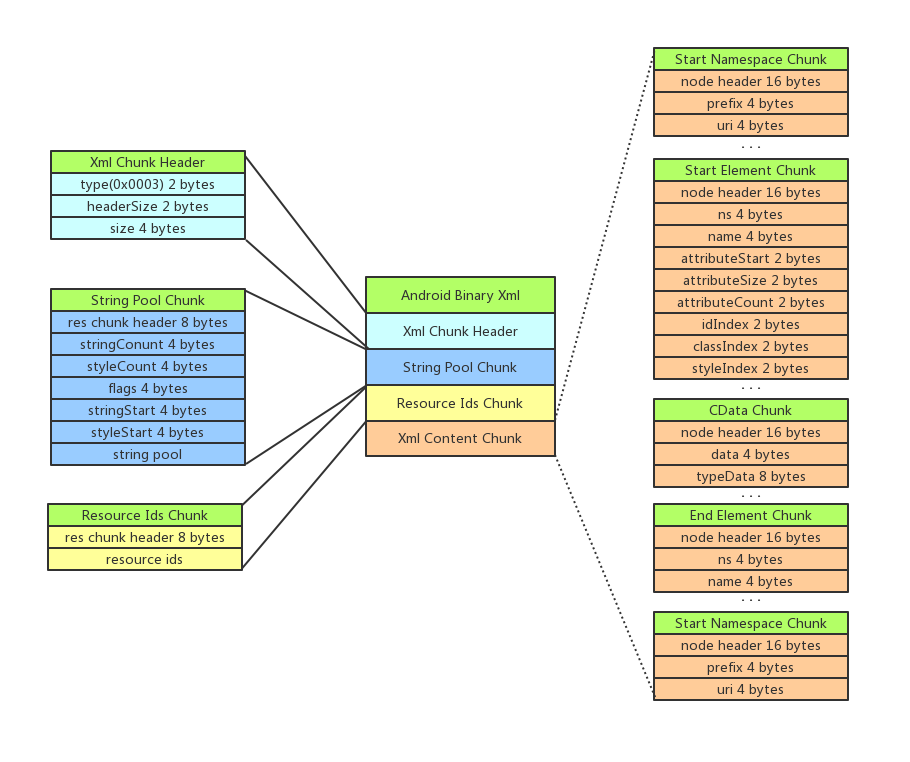 Xml Chunk Header
type(0x0003) 2 bytes
headerSize 2 bytes
size 4 bytes
String Pool Chunk
res chunk header 8 bytes
stringConunt 4 bytes
styleCount 4 bytes
flags 4 bytes
stringStart 4 bytes
styleStart 4 bytes
string pool
Resource Ids Chunk
res chunk header 8 bytes
resource ids
Android Binary Xml
Xml Chunk Header
String Pool Chunk
Resource Ids Chunk
Xml Content Chunk
Start Namespace Chunk
node header 16 bytes
prefix 4 bytes
uri 4 bytes
. . .
Start Element Chunk
node header 16 bytes
ns 4 bytes
name 4 bytes
attributeStart 2 bytes
attributeSize 2 bytes
attributeCount 2 bytes
idIndex 2 bytes
classIndex 2 bytes
styleIndex 2 bytes
. . .
CData Chunk
node header 16 bytes
data 4 bytes
typeData 8 bytes
. . .
End Element Chunk
node header 16 bytes
ns 4 bytes
name 4 bytes
. . .
Start Namespace Chunk
node header 16 bytes
prefix 4 bytes
uri 4 bytes